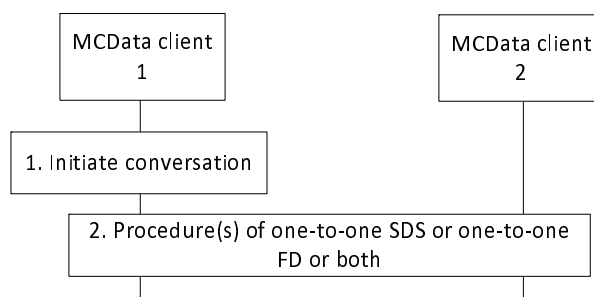 MCData client
1
MCData client
2
1. Initiate conversation
2. Procedure(s) of one-to-one SDS or one-to-one
FD or both